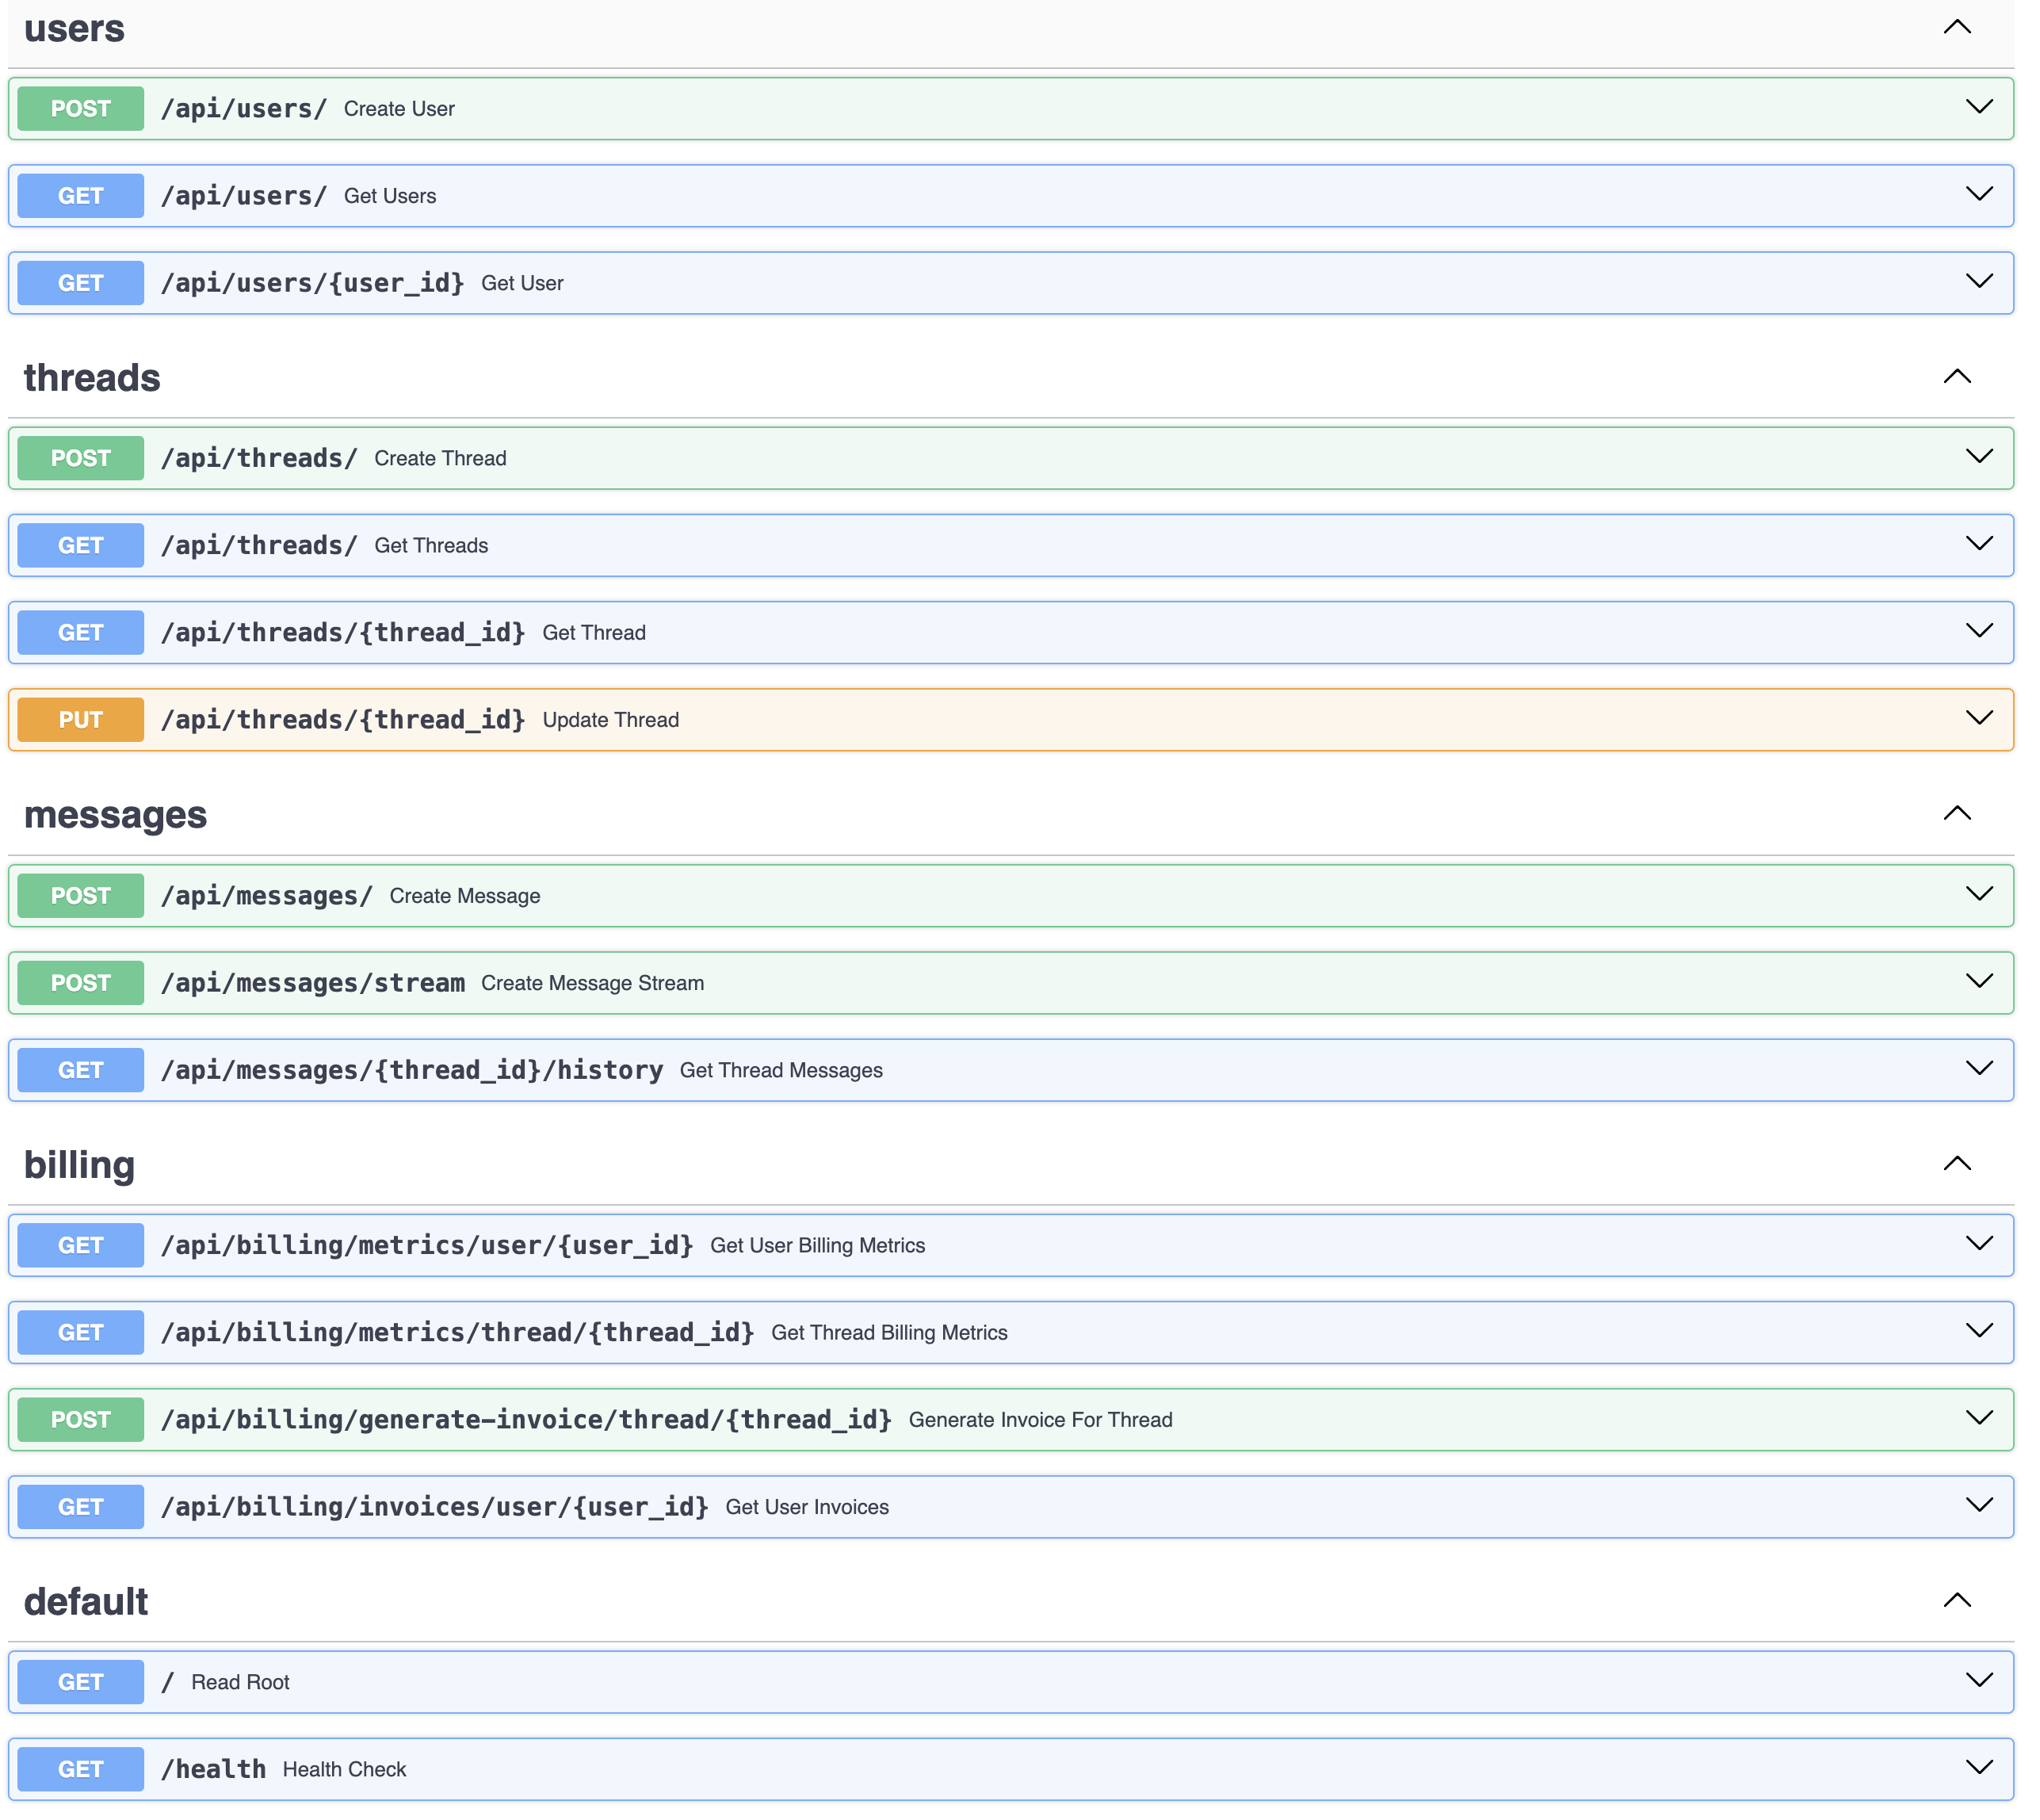 users
POST /api/users/ Create User
GET /api/users/ Get Users
GET /api/users/{user_id} Get User
threads
POST /api/threads/ Create Thread
GET /api/threads/ Get Threads
GET /api/threads/{thread_id} Get Thread
PUT /api/threads/{thread_id} Update Thread
messages
POST /api/messages/ Create Message
POST /api/messages/stream Create Message Stream
GET /api/messages/{thread_id}/history Get Thread Messages
billing
GET /api/billing/metrics/user/{user_id} Get User Billing Metrics
GET /api/billing/metrics/thread/{thread_id} Get Thread Billing Metrics
POST /api/billing/generate-invoice/thread/{thread_id} Generate Invoice For Thread
GET /api/billing/invoices/user/{user_id} Get User Invoices
default
GET / Read Root
GET /health Health Check